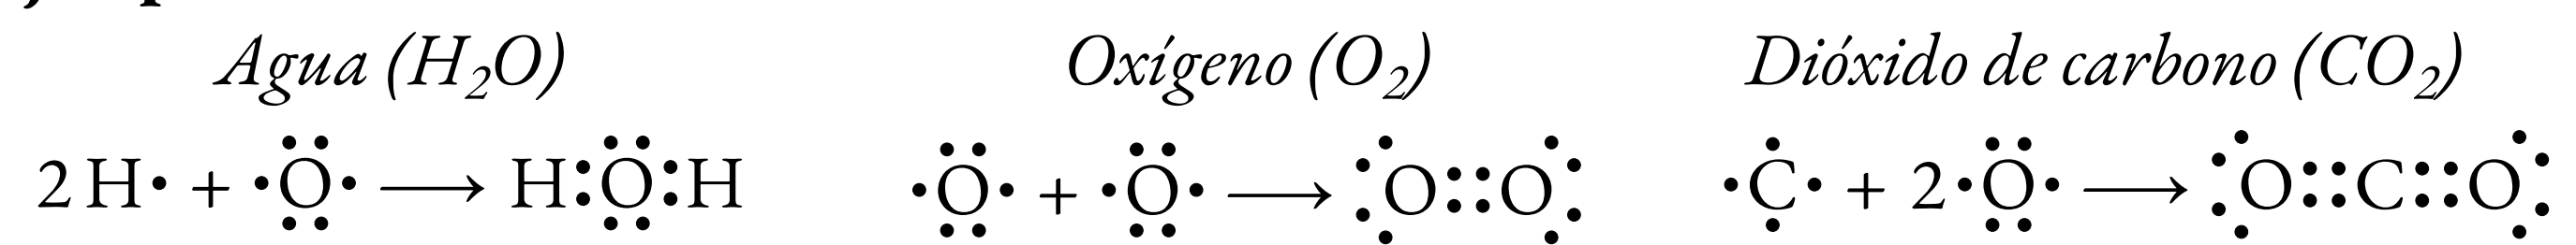 Agua (H₂O)
2 H· + ·Ö̤· ⟶ H:Ö̤:H
Oxígeno (O₂)
·Ö̤· + ·Ö̤· ⟶ :Ö̤::Ö̤:
Dióxido de carbono (CO₂)
·Ċ̣· + 2 ·Ö̤· ⟶ :Ö̤::C::Ö̤: